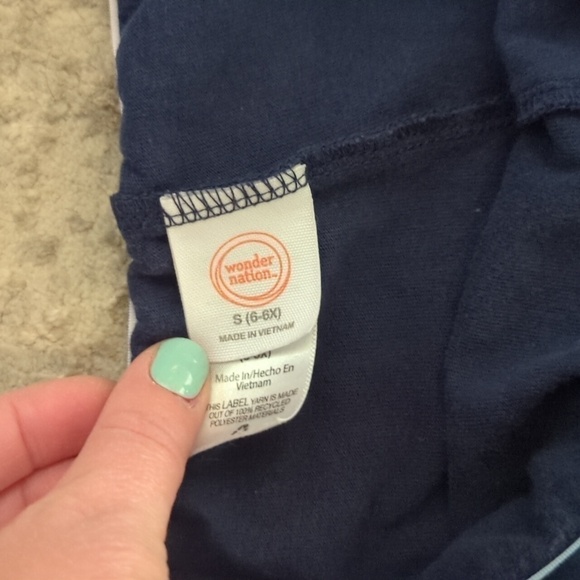 wonder
nation™
S (6-6X)
MADE IN VIETNAM
Made In/Hecho En
Vietnam
THIS LABEL YARN IS MADE
OUT OF 100% RECYCLED
POLYESTER MATERIALS